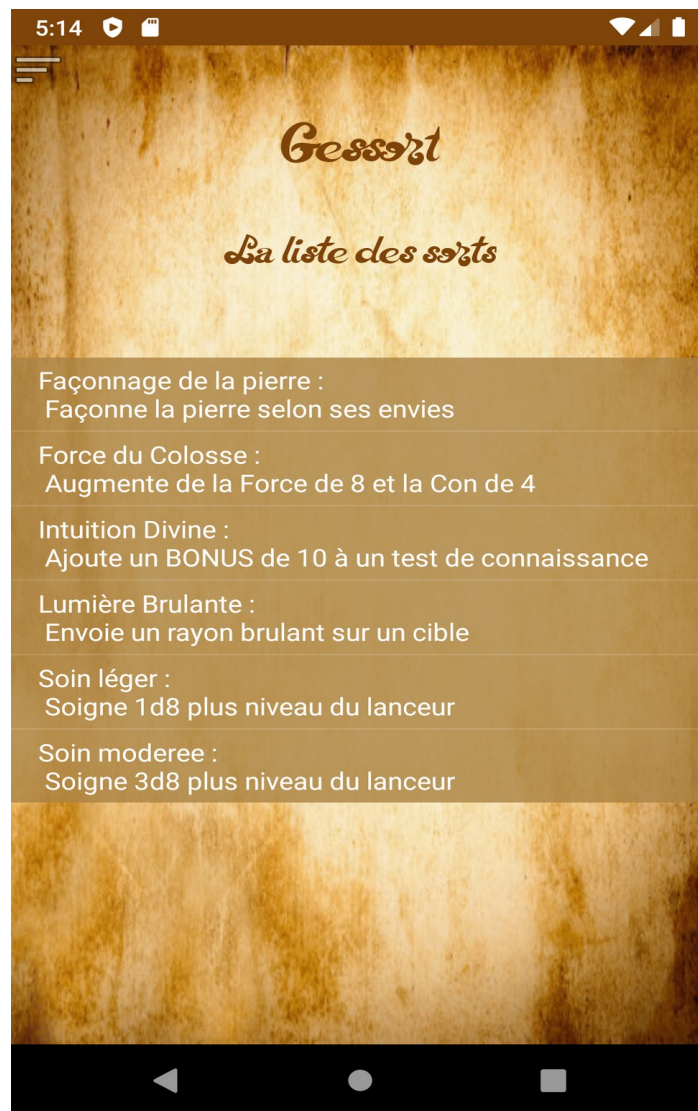 5:14
Gessort
La liste des sorts
Façonnage de la pierre :
Façonne la pierre selon ses envies
Force du Colosse :
Augmente de la Force de 8 et la Con de 4
Intuition Divine :
Ajoute un BONUS de 10 à un test de connaissance
Lumière Brulante :
Envoie un rayon brulant sur un cible
Soin léger :
Soigne 1d8 plus niveau du lanceur
Soin moderee :
Soigne 3d8 plus niveau du lanceur